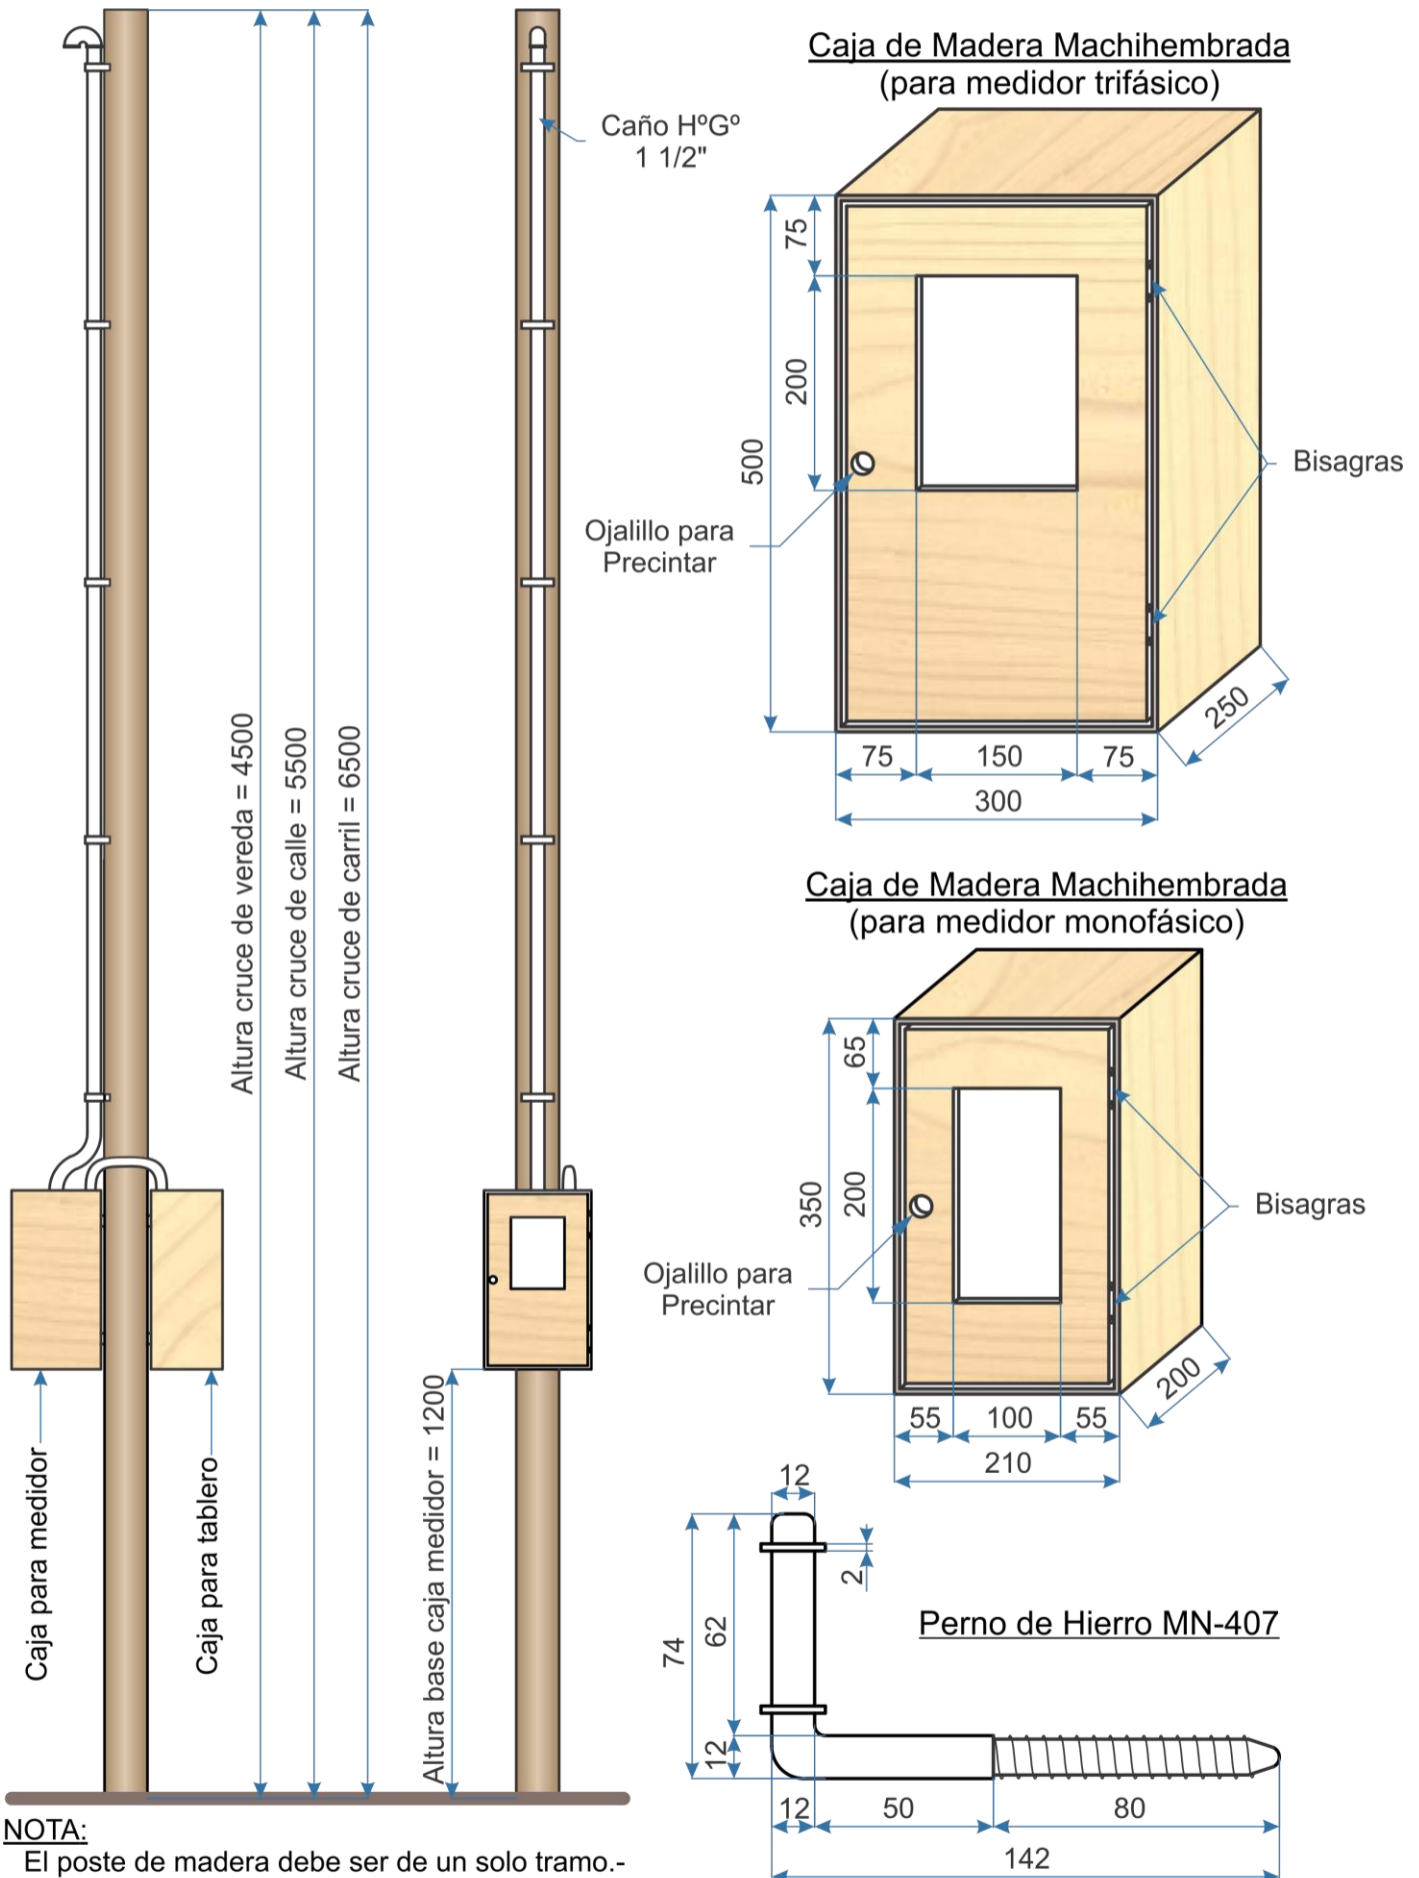 Caño HºGº
1 1/2"
Altura cruce de vereda = 4500
Altura cruce de calle = 5500
Altura cruce de carril = 6500
Caja para medidor
Caja para tablero
Altura base caja medidor = 1200
NOTA:
El poste de madera debe ser de un solo tramo.-
Caja de Madera Machihembrada
(para medidor trifásico)
75
200
500
Bisagras
Ojalillo para
Precintar
250
75
150
75
300
Caja de Madera Machihembrada
(para medidor monofásico)
65
200
350
Bisagras
Ojalillo para
Precintar
200
55
100
55
210
12
2
Perno de Hierro MN-407
74
62
12
12
50
80
142